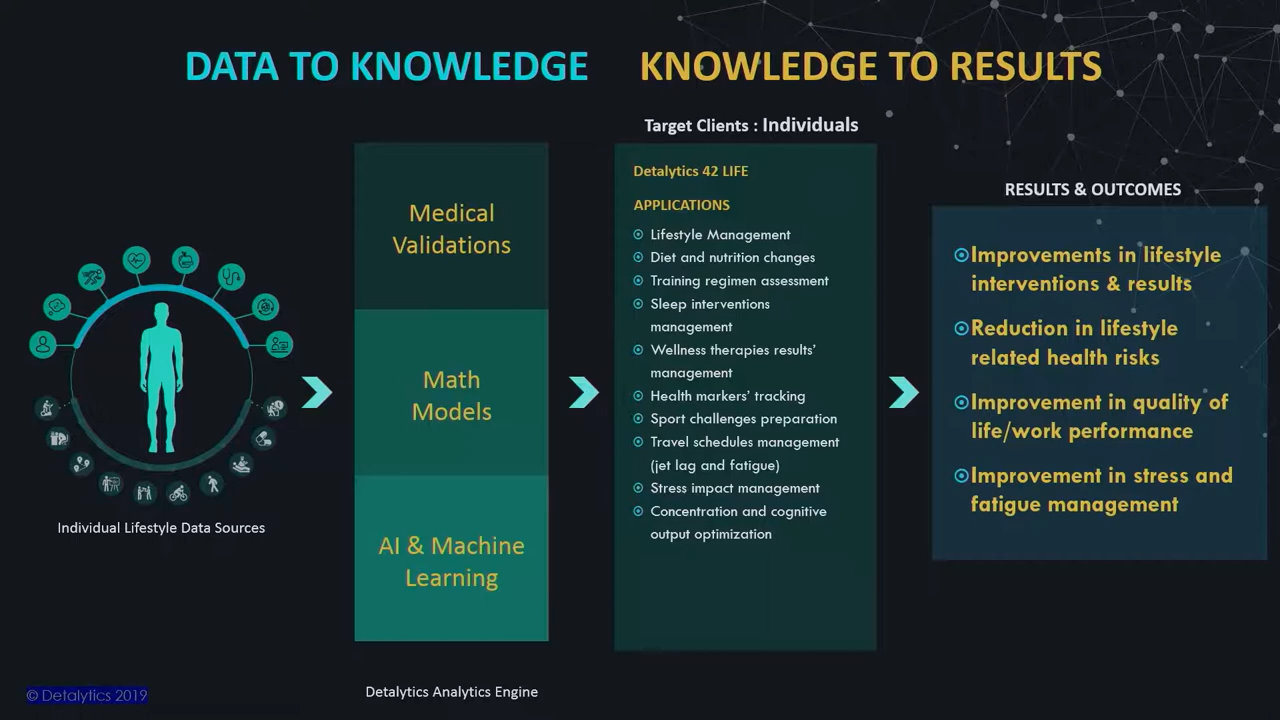 DATA TO KNOWLEDGE
KNOWLEDGE TO RESULTS
Individual Lifestyle Data Sources
Medical
Validations
Math
Models
AI & Machine
Learning
Detalytics Analytics Engine
Target Clients : Individuals
Detalytics 42 LIFE
APPLICATIONS
Lifestyle Management
Diet and nutrition changes
Training regimen assessment
Sleep interventions
management
Wellness therapies results'
management
Health markers' tracking
Sport challenges preparation
Travel schedules management
(jet lag and fatigue)
Stress impact management
Concentration and cognitive
output optimization
RESULTS & OUTCOMES
Improvements in lifestyle
interventions & results
Reduction in lifestyle
related health risks
Improvement in quality of
life/work performance
Improvement in stress and
fatigue management
© Detalytics 2019